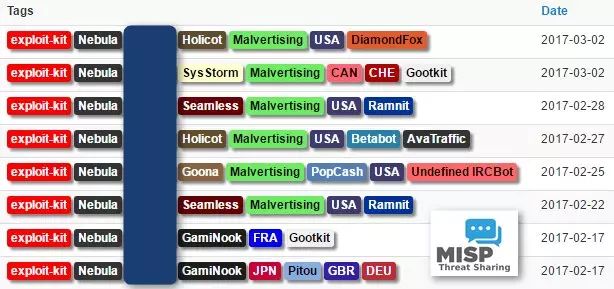 Tags Date
exploit-kit Nebula Holicot Malvertising USA DiamondFox 2017-03-02
exploit-kit Nebula SysStorm Malvertising CAN CHE Gootkit 2017-03-02
exploit-kit Nebula Seamless Malvertising USA Ramnit 2017-02-28
exploit-kit Nebula Holicot Malvertising USA Betabot AvaTraffic 2017-02-27
exploit-kit Nebula Goona Malvertising PopCash USA Undefined IRCBot 2017-02-25
exploit-kit Nebula Seamless Malvertising USA Ramnit 2017-02-22
exploit-kit Nebula GamiNook FRA Gootkit 2017-02-17
exploit-kit Nebula GamiNook JPN Pitou GBR DEU 2017-02-17
MISP
Threat Sharing